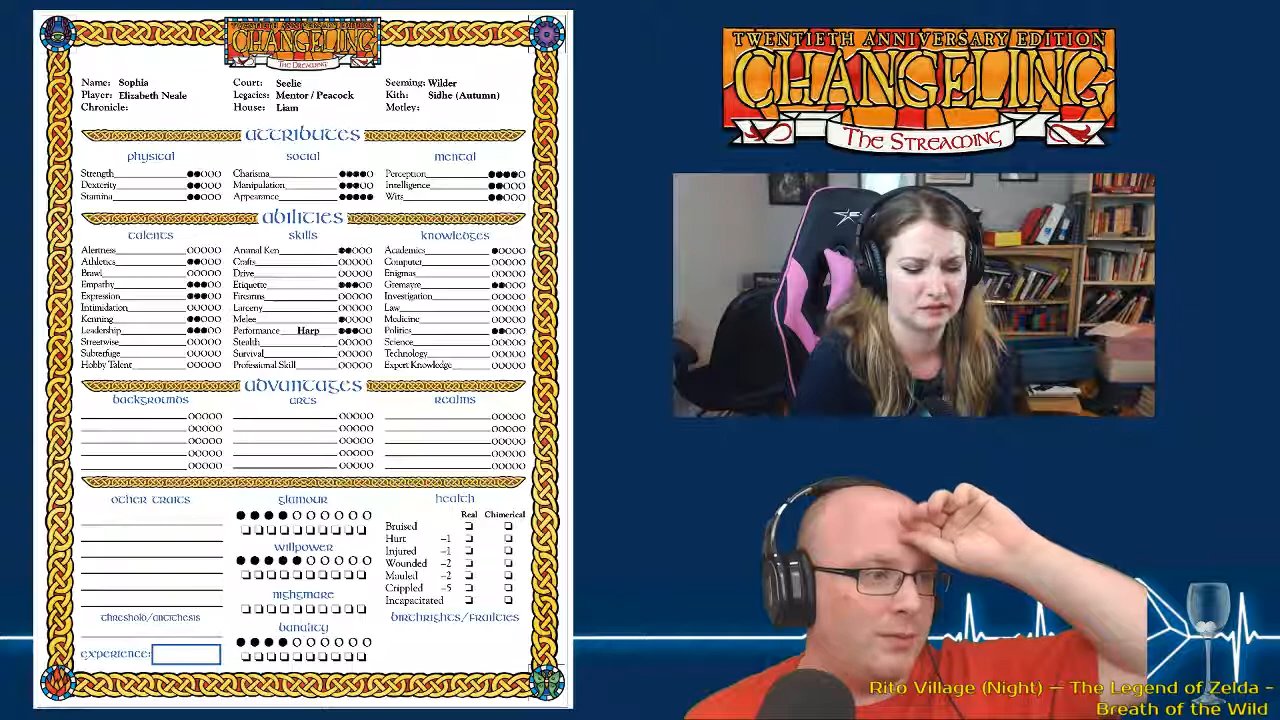 TWENTIETH ANNIVERSARY EDITION
CHANGELING
The Dreaming
Name: Sophia
Player: Elizabeth Neale
Chronicle:
Court: Seelie
Legacies: Mentor / Peacock
House: Liam
Seeming: Wilder
Kith: Sidhe (Autumn)
Motley:
attributes
physical
Strength
Dexterity
Stamina
social
Charisma
Manipulation
Appearance
mental
Perception
Intelligence
Wits
abilities
talents
Alertness
Athletics
Brawl
Empathy
Expression
Intimidation
Kenning
Leadership
Streetwise
Subterfuge
Hobby Talent
skills
Animal Ken
Crafts
Drive
Etiquette
Firearms
Larceny
Melee
Performance Harp
Stealth
Survival
Professional Skill
knowledges
Academics
Computer
Enigmas
Gremayre
Investigation
Law
Medicine
Politics
Science
Technology
Expert Knowledge
advantages
backgrounds
arts
realms
other traits
threshold/antithesis
experience:
glamour
willpower
nightmare
banality
health
Real Chimerical
Bruised
Hurt -1
Injured -1
Wounded -2
Mauled -2
Crippled -5
Incapacitated
birthrights/frailties
TWENTIETH ANNIVERSARY EDITION
CHANGELING
The Streaming
Rito Village (Night) – The Legend of Zelda -
Breath of the Wild